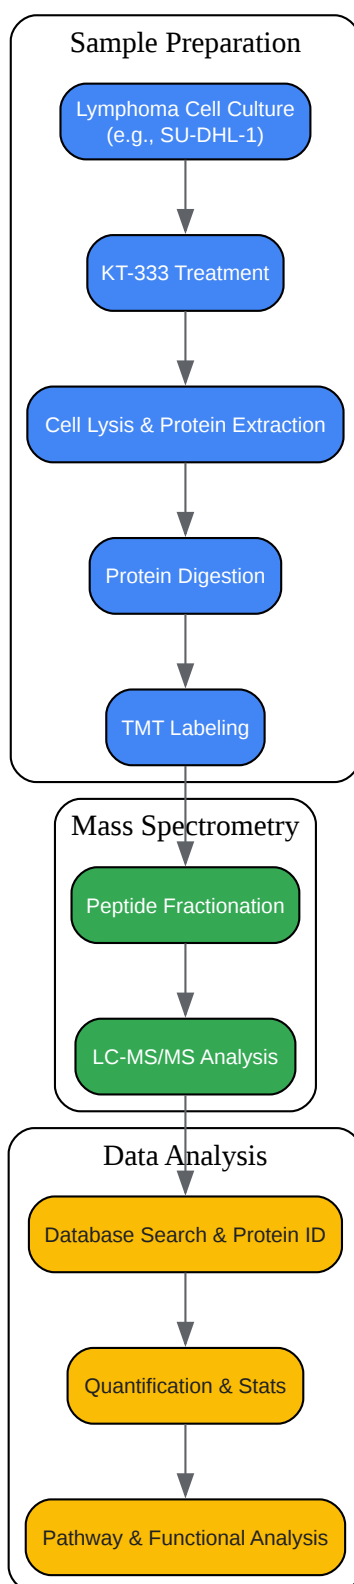 Sample Preparation
Lymphoma Cell Culture
(e.g., SU-DHL-1)
KT-333 Treatment
Cell Lysis & Protein Extraction
Protein Digestion
TMT Labeling
Mass Spectrometry
Peptide Fractionation
LC-MS/MS Analysis
Data Analysis
Database Search & Protein ID
Quantification & Stats
Pathway & Functional Analysis